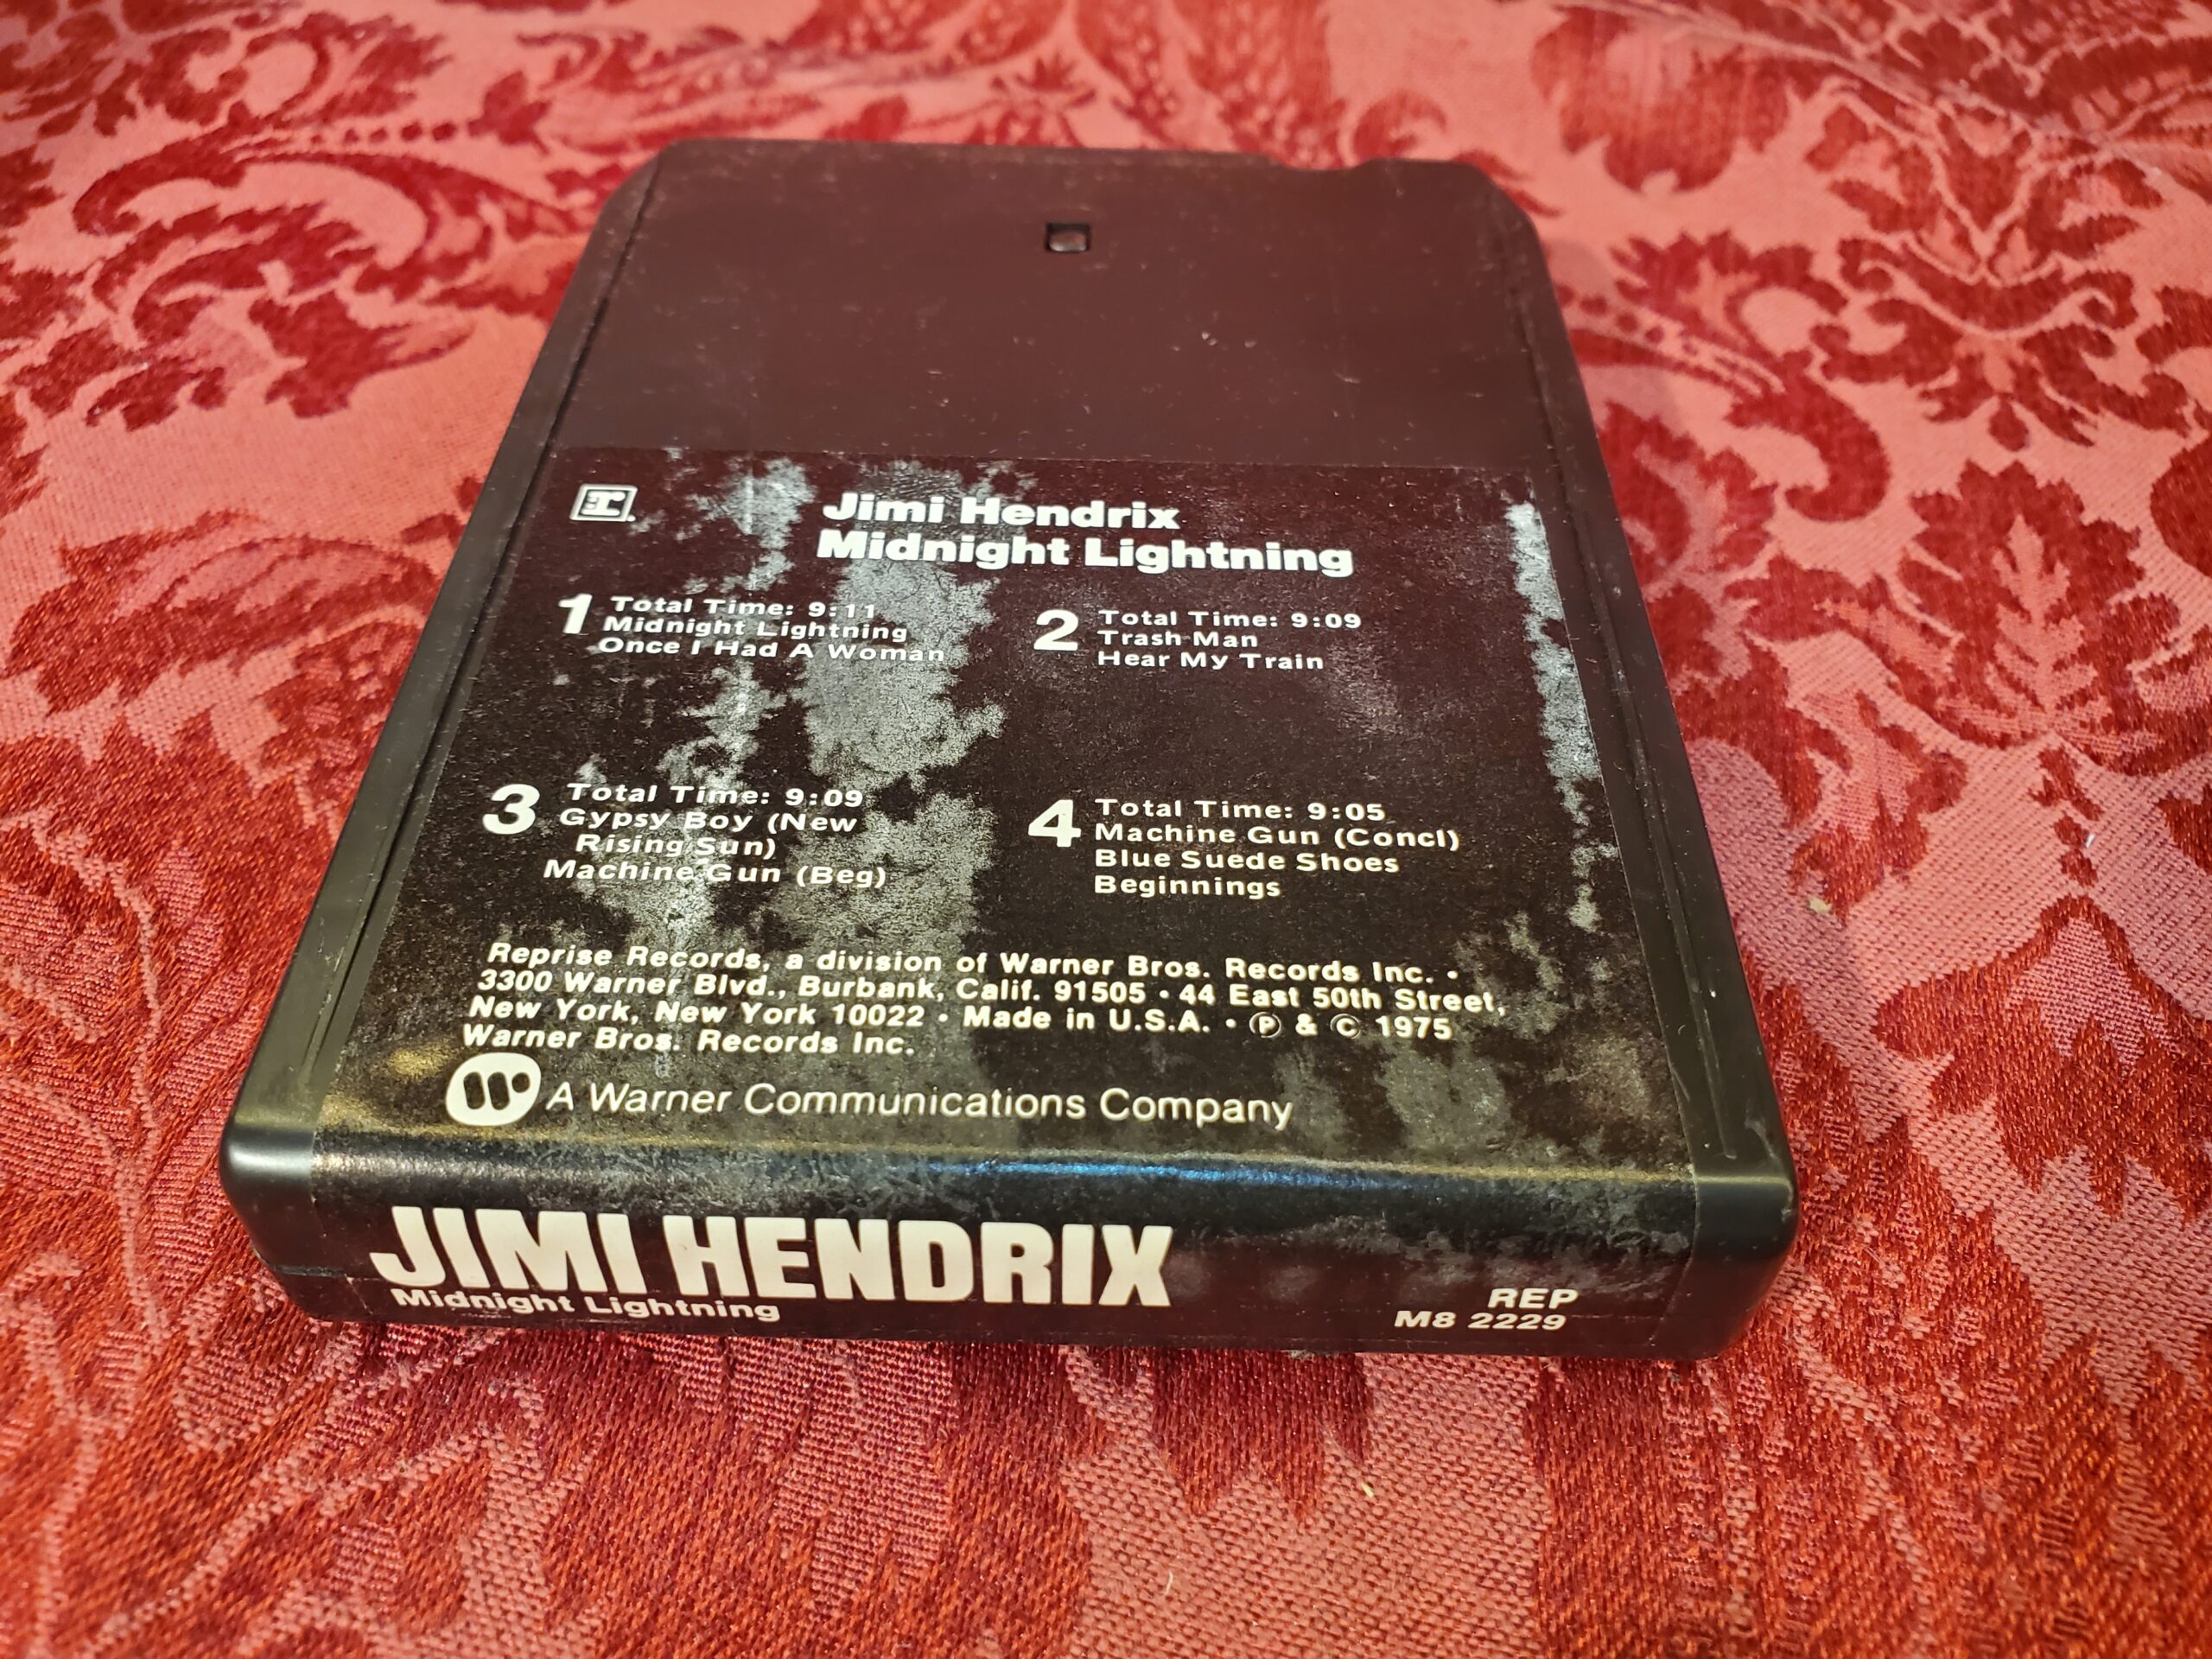 Jimi Hendrix
Midnight Lightning
1 Total Time: 9:11
Midnight Lightning
Once I Had A Woman
2 Total Time: 9:09
Trash Man
Hear My Train
3 Total Time: 9:09
Gypsy Boy (New
Rising Sun)
Machine Gun (Beg)
4 Total Time: 9:05
Machine Gun (Concl)
Blue Suede Shoes
Beginnings
Reprise Records, a division of Warner Bros. Records Inc. •
3300 Warner Blvd., Burbank, Calif. 91505 • 44 East 50th Street,
New York, New York 10022 • Made in U.S.A. • Ⓟ & © 1975
Warner Bros. Records Inc.
A Warner Communications Company
JIMI HENDRIX
Midnight Lightning
REP
M8 2229